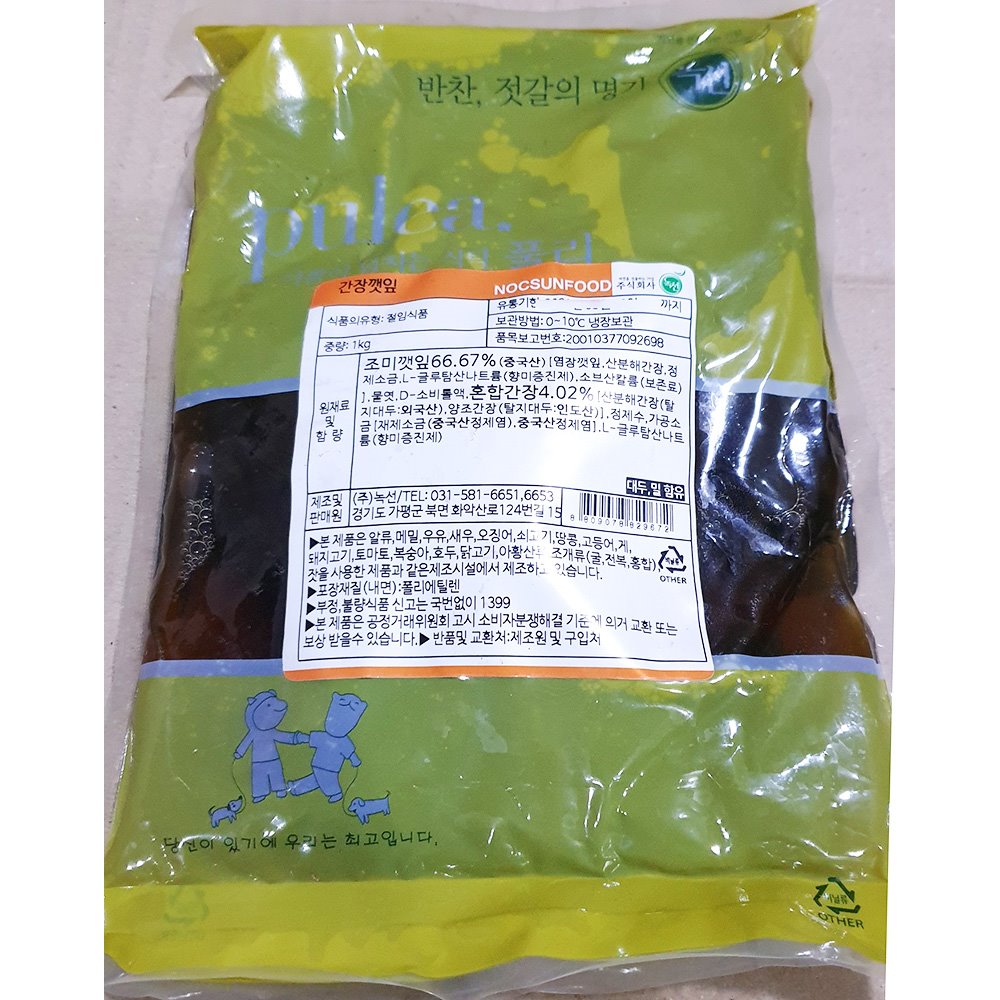 반찬, 젓갈의 명가
pulea.
풀리
간장깻잎
NOCSUNFOOD 주식회사
식품의유형: 절임식품
유통기한
까지
보관방법: 0~10℃ 냉장보관
중량: 1kg
품목보고번호:20010377092698
원재료
및
함 량
조미깻잎66.67% (중국산) [염장깻잎.산분해간장.정
제소금.L-글루탐산나트륨(향미증진제).소브산칼륨(보존료)
].물엿.D-소비톨액.혼합간장4.02% [산분해간장(탈
지대두:외국산).양조간장(탈지대두:인도산)].정제수.가공소
금[재제소금(중국산정제염).중국산정제염].L-글루탐산나트
륨(향미증진제)
대두,밀 함유
제조및
판매원
(주)녹선/TEL: 031-581-6651,6653
경기도 가평군 북면 화악산로124번길 15
8 809078 829672
▶본 제품은 알류,메밀,우유,새우,오징어,쇠고기,땅콩,고등어,게,
돼지고기,토마토,복숭아,호두,닭고기,아황산류 조개류(굴,전복,홍합)
잣을 사용한 제품과 같은제조시설에서 제조하고 있습니다.
OTHER
▶포장재질(내면):폴리에틸렌
▶부정,불량식품 신고는 국번없이 1399
▶본 제품은 공정거래위원회 고시 소비자분쟁해결 기준에 의거 교환 또는
보상 받을수 있습니다.▶ 반품및 교환처:제조원 및 구입처
당신이 있기에 우리는 최고입니다.
비닐류
OTHER